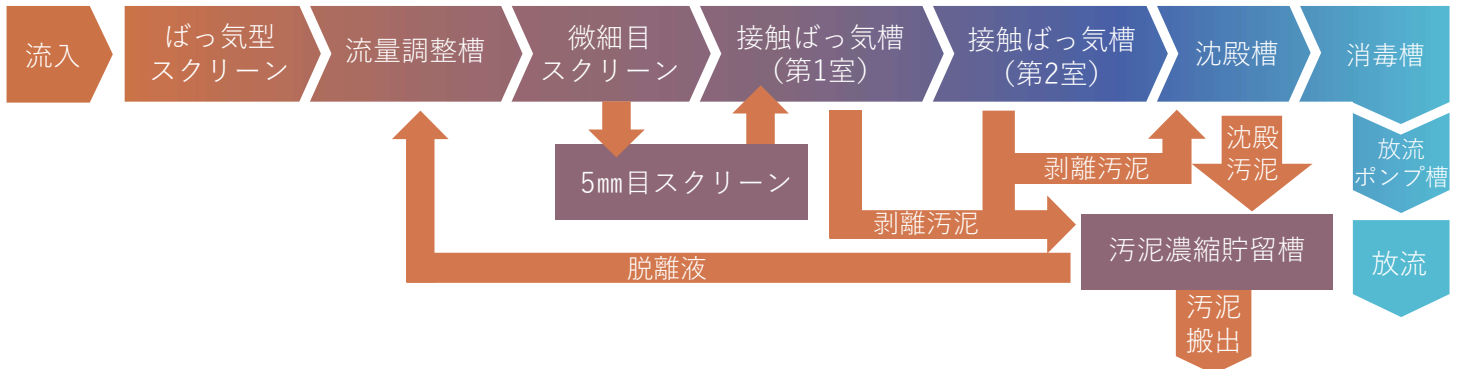 流入
ばっ気型
スクリーン
流量調整槽
微細目
スクリーン
接触ばっ気槽
（第1室）
接触ばっ気槽
（第2室）
沈殿槽
消毒槽
5㎜目スクリーン
剥離汚泥
沈殿
汚泥
放流
ポンプ槽
剥離汚泥
汚泥濃縮貯留槽
放流
脱離液
汚泥
搬出